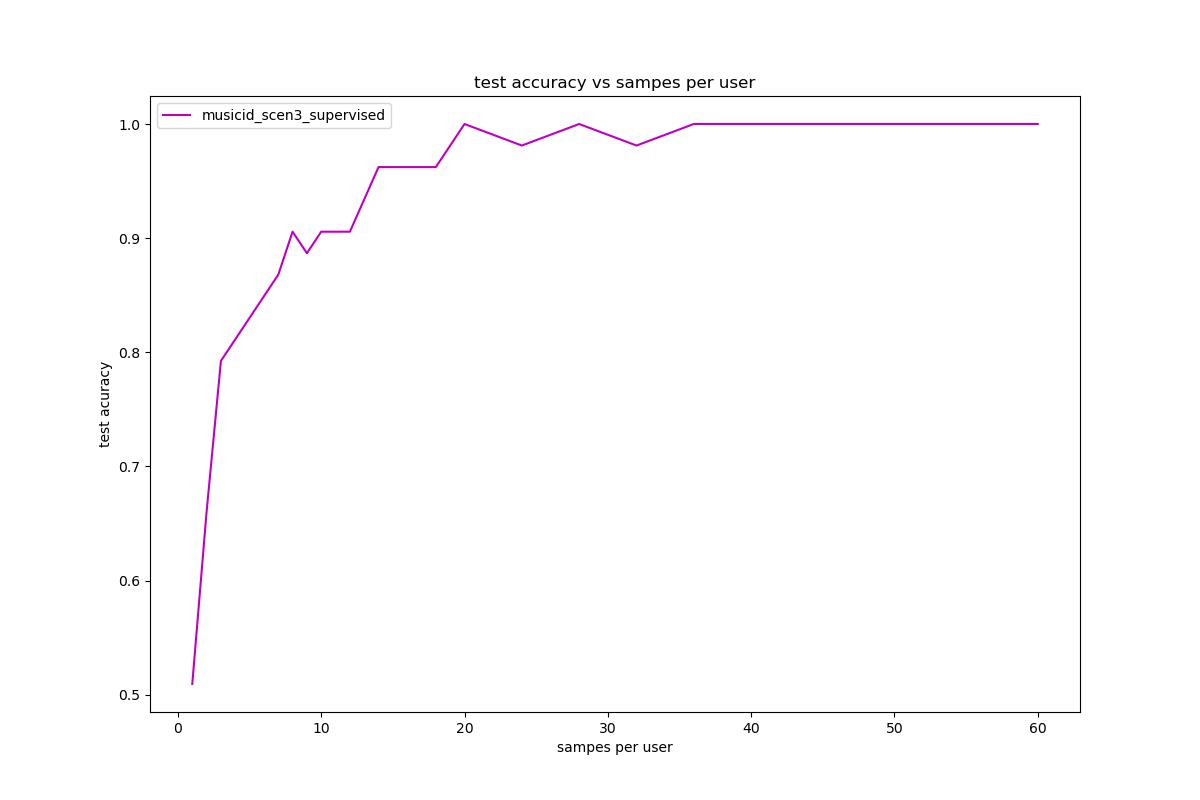 test accuracy vs sampes per user
musicid_scen3_supervised
1.0
0.9
0.8
0.7
0.6
0.5
test acuracy
0 10 20 30 40 50 60
sampes per user